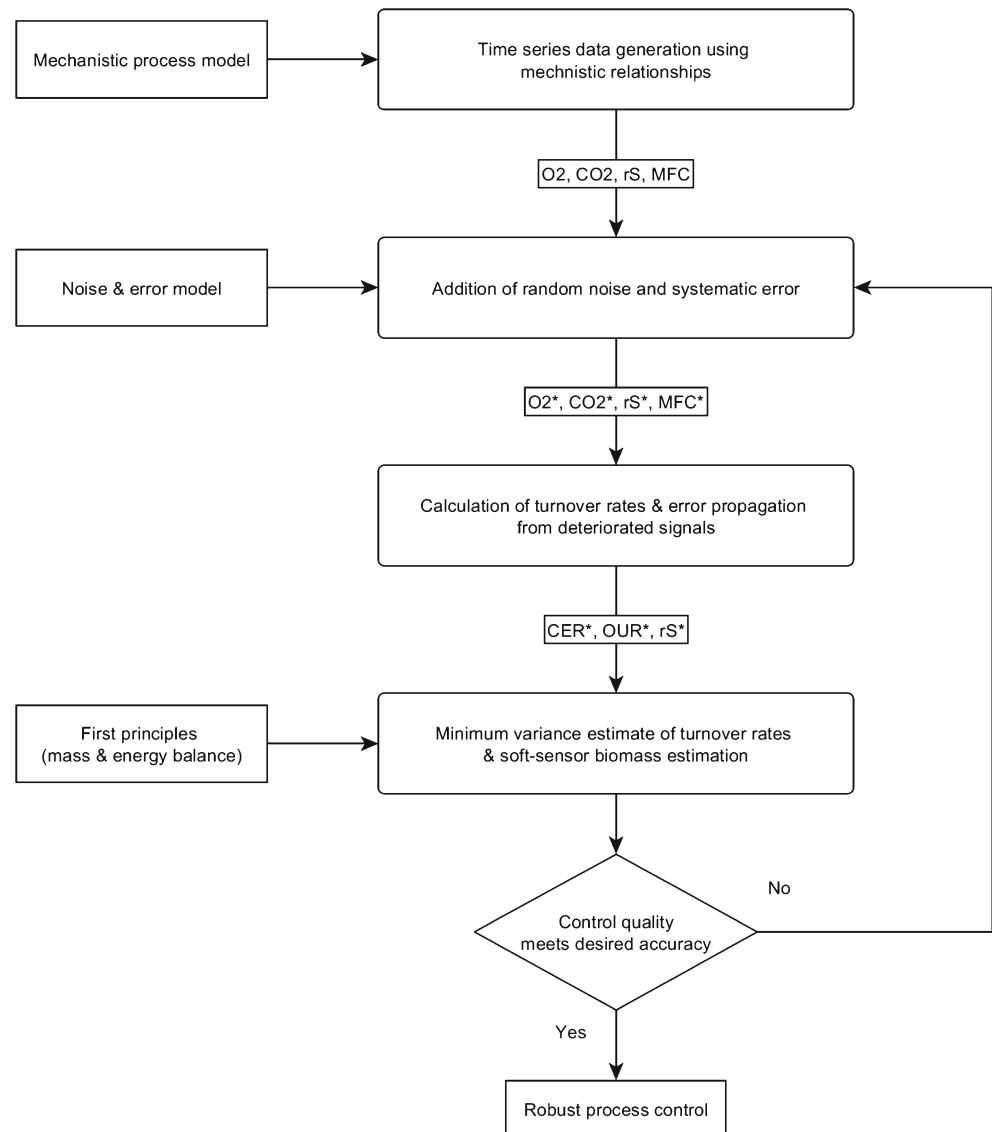 Mechanistic process model
Time series data generation using
mechnistic relationships
O2, CO2, rS, MFC
Noise & error model
Addition of random noise and systematic error
O2*, CO2*, rS*, MFC*
Calculation of turnover rates & error propagation
from deteriorated signals
CER*, OUR*, rS*
First principles
(mass & energy balance)
Minimum variance estimate of turnover rates
& soft-sensor biomass estimation
No
Control quality
meets desired accuracy
Yes
Robust process control